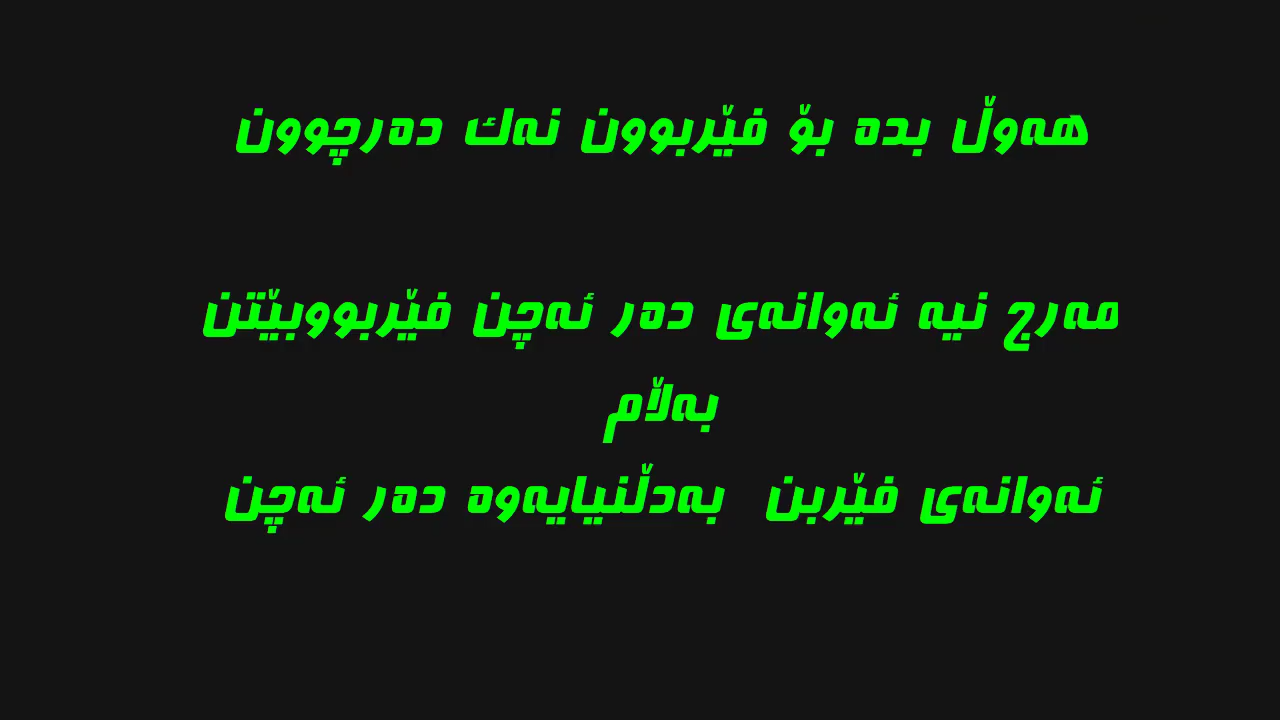 هەوڵ بدە بۆ فێربوون نەك دەرچوون
مەرج نیە ئەوانەی دەر ئەچن فێربووبێتن
بەڵام
ئەوانەی فێربن بەدڵنیایەوە دەر ئەچن